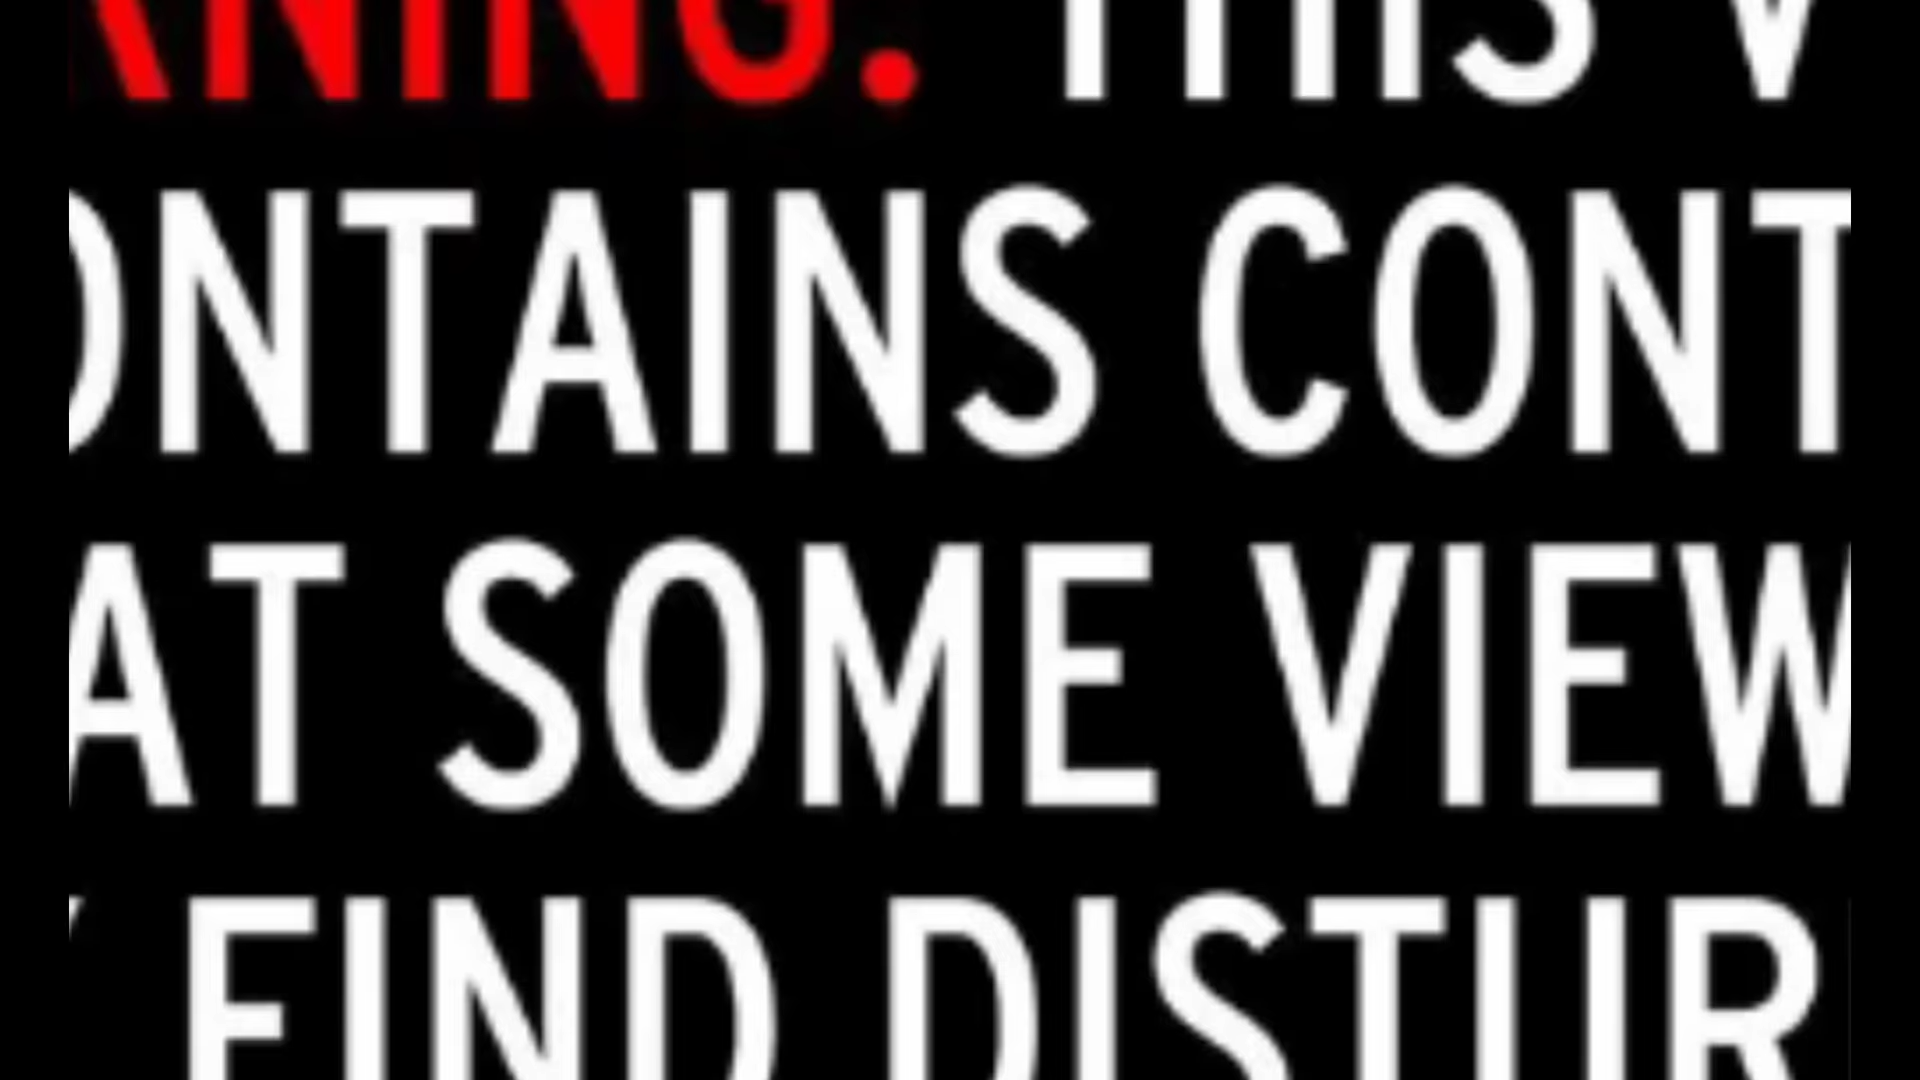 RNING: THIS V
ONTAINS CONT
AT SOME VIEW
Y FIND DISTUR